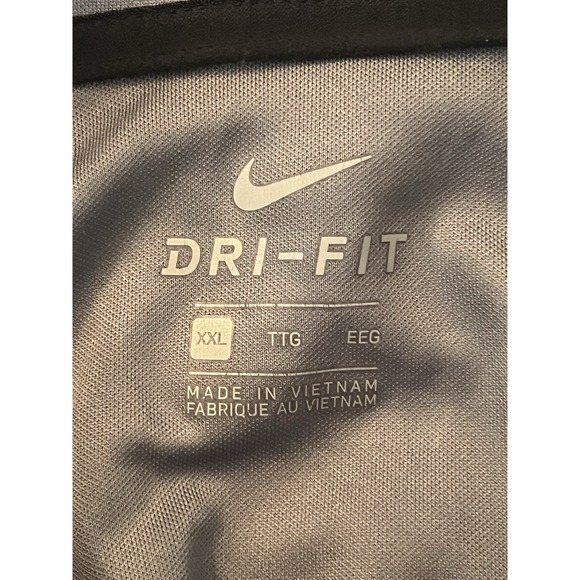 DRI-FIT
XXL TTG EEG
MADE IN VIETNAM
FABRIQUE AU VIETNAM